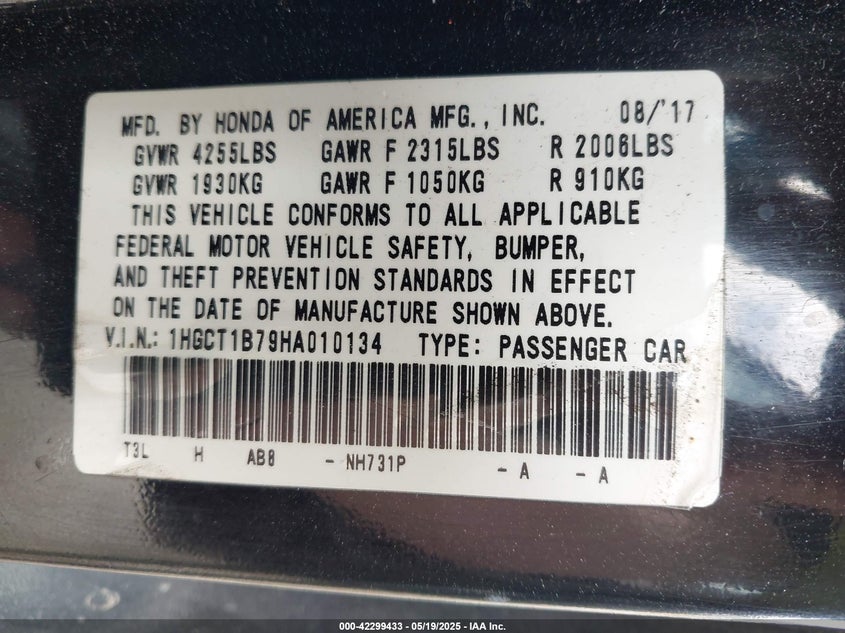 MFD. BY HONDA OF AMERICA MFG., INC. 08/'17
GVWR 4255LBS GAWR F 2315LBS R 2006LBS
GVWR 1930KG GAWR F 1050KG R 910KG
THIS VEHICLE CONFORMS TO ALL APPLICABLE
FEDERAL MOTOR VEHICLE SAFETY, BUMPER,
AND THEFT PREVENTION STANDARDS IN EFFECT
ON THE DATE OF MANUFACTURE SHOWN ABOVE.
V.I.N.: 1HGCT1B79HA010134 TYPE: PASSENGER CAR
T3L H AB8 - NH731P - A - A
000-42299433 - 05/19/2025 - IAA Inc.